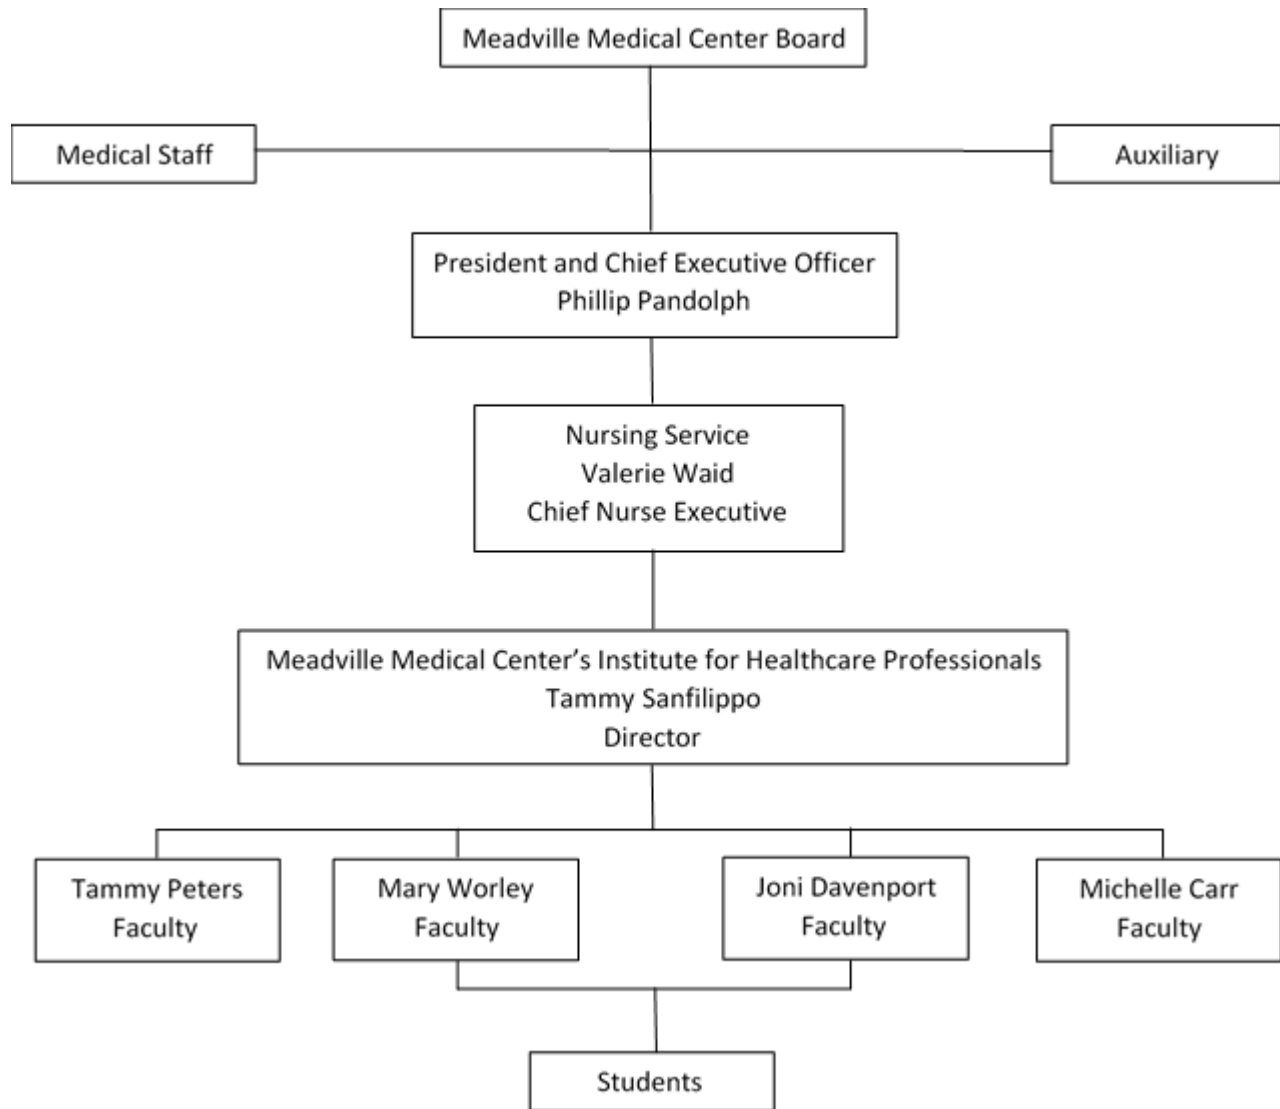 Meadville Medical Center Board
Medical Staff
Auxiliary
President and Chief Executive Officer
Phillip Pandolph
Nursing Service
Valerie Waid
Chief Nurse Executive
Meadville Medical Center’s Institute for Healthcare Professionals
Tammy Sanfilippo
Director
Tammy Peters
Faculty
Mary Worley
Faculty
Joni Davenport
Faculty
Michelle Carr
Faculty
Students